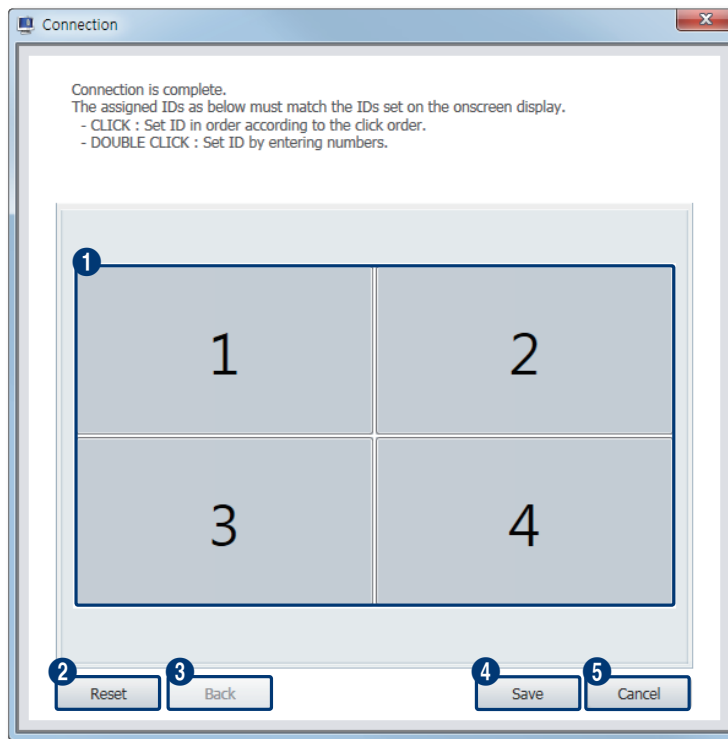 Connection
X
Connection is complete.
The assigned IDs as below must match the IDs set on the onscreen display.
- CLICK : Set ID in order according to the click order.
- DOUBLE CLICK : Set ID by entering numbers.
1
1 2
3 4
2 3 4 5
Reset Back Save Cancel